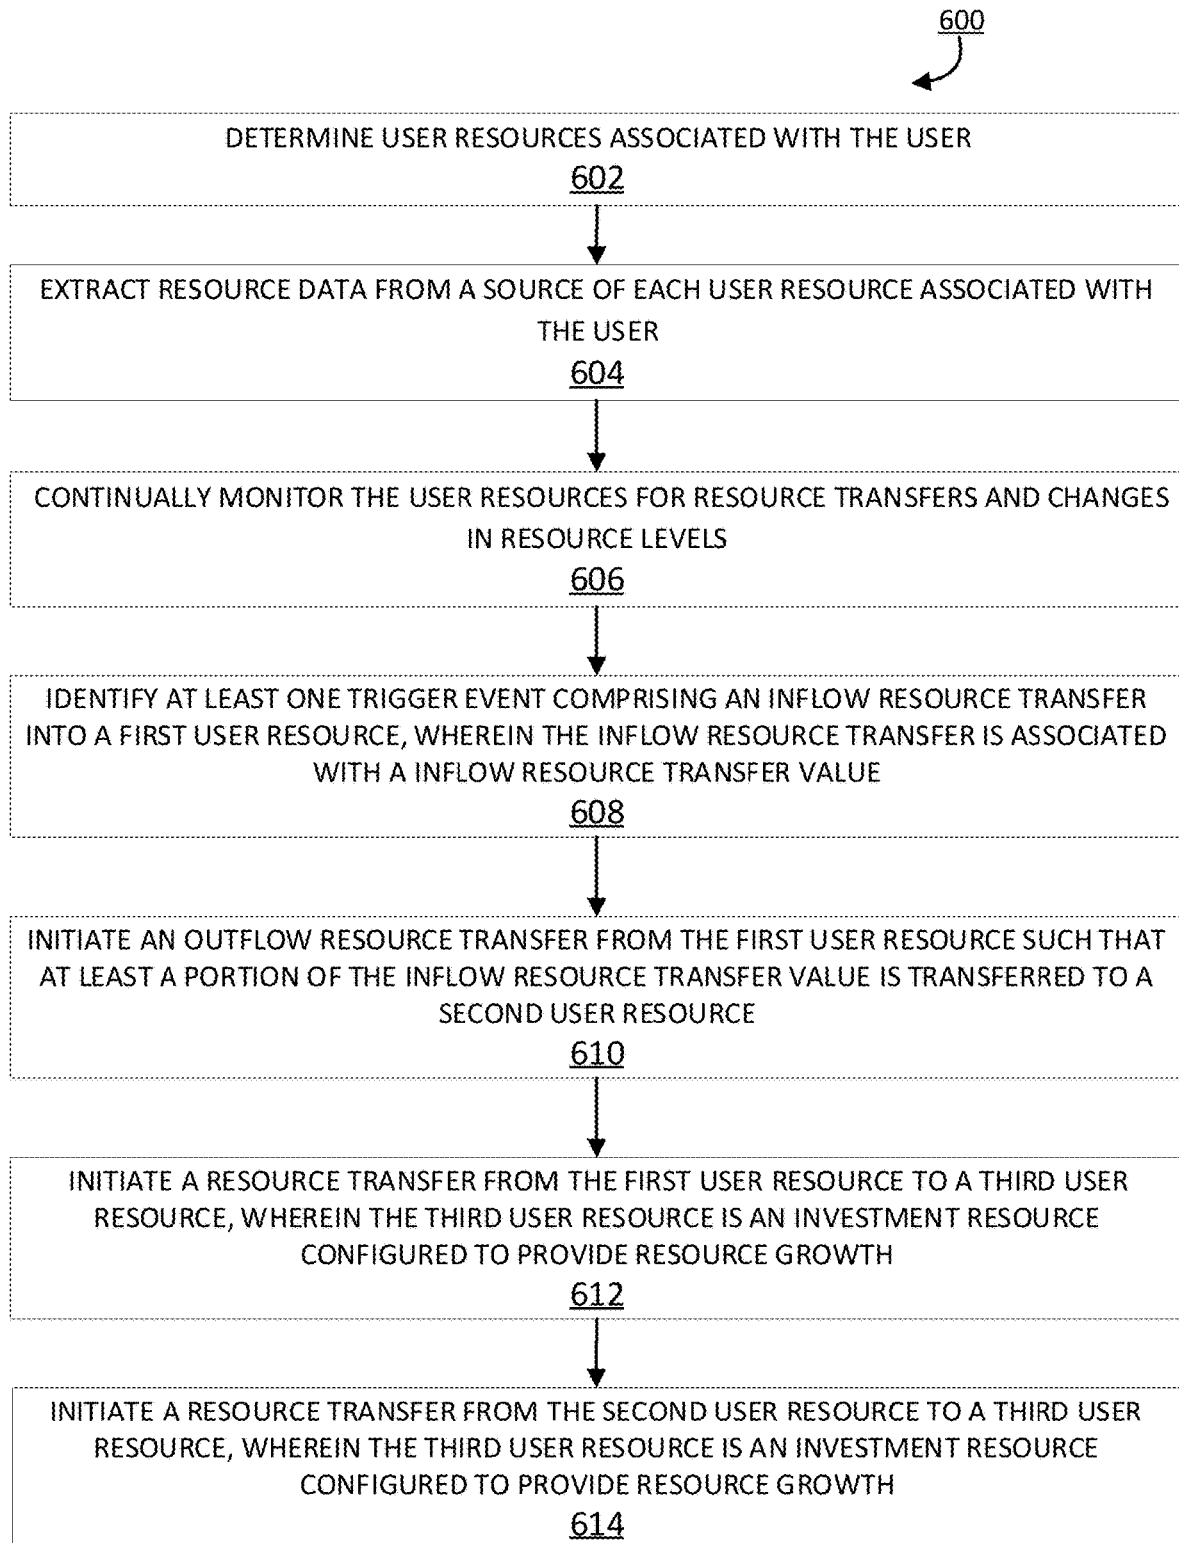 600
DETERMINE USER RESOURCES ASSOCIATED WITH THE USER
602
EXTRACT RESOURCE DATA FROM A SOURCE OF EACH USER RESOURCE ASSOCIATED WITH
THE USER
604
CONTINUALLY MONITOR THE USER RESOURCES FOR RESOURCE TRANSFERS AND CHANGES
IN RESOURCE LEVELS
606
IDENTIFY AT LEAST ONE TRIGGER EVENT COMPRISING AN INFLOW RESOURCE TRANSFER
INTO A FIRST USER RESOURCE, WHEREIN THE INFLOW RESOURCE TRANSFER IS ASSOCIATED
WITH A INFLOW RESOURCE TRANSFER VALUE
608
INITIATE AN OUTFLOW RESOURCE TRANSFER FROM THE FIRST USER RESOURCE SUCH THAT
AT LEAST A PORTION OF THE INFLOW RESOURCE TRANSFER VALUE IS TRANSFERRED TO A
SECOND USER RESOURCE
610
INITIATE A RESOURCE TRANSFER FROM THE FIRST USER RESOURCE TO A THIRD USER
RESOURCE, WHEREIN THE THIRD USER RESOURCE IS AN INVESTMENT RESOURCE
CONFIGURED TO PROVIDE RESOURCE GROWTH
612
INITIATE A RESOURCE TRANSFER FROM THE SECOND USER RESOURCE TO A THIRD USER
RESOURCE, WHEREIN THE THIRD USER RESOURCE IS AN INVESTMENT RESOURCE
CONFIGURED TO PROVIDE RESOURCE GROWTH
614